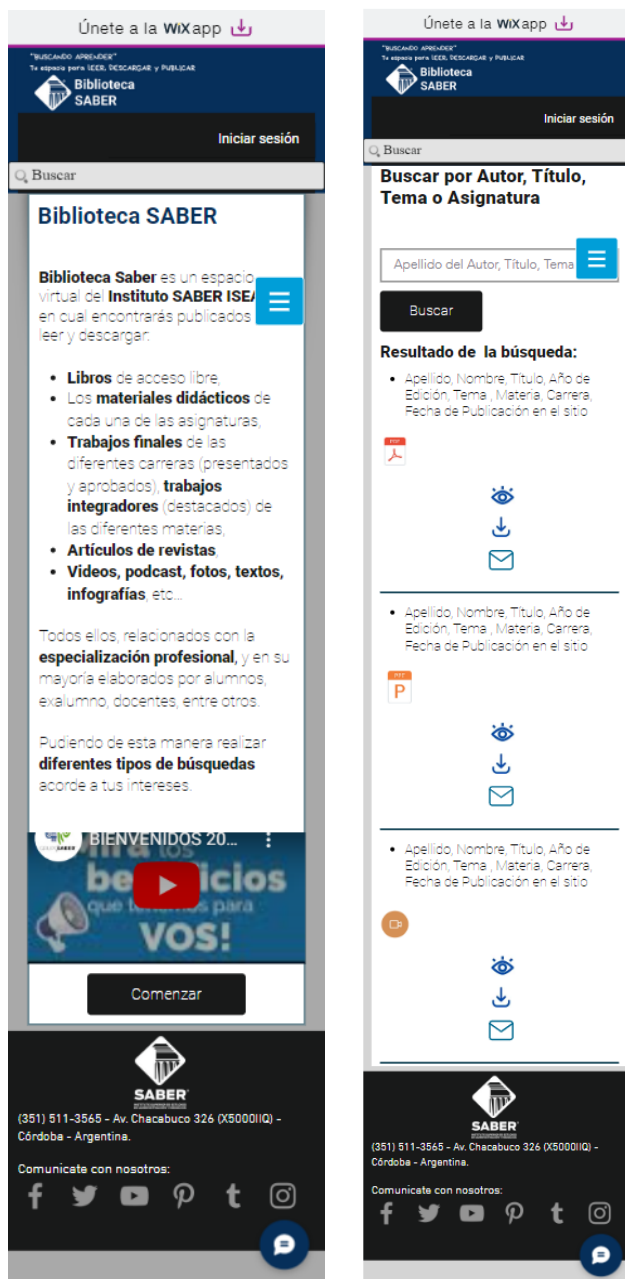 Únete a la WiX app
"BUSCANDO APRENDER"
Tu espacio para LEER, DESCARGAR y PUBLICAR
Biblioteca
SABER
Iniciar sesión
Buscar
Biblioteca SABER
Biblioteca Saber es un espacio
virtual del Instituto SABER ISEA
en cual encontrarás publicados
leer y descargar:
• Libros de acceso libre,
• Los materiales didácticos de
cada una de las asignaturas,
• Trabajos finales de las
diferentes carreras (presentados
y aprobados), trabajos
integradores (destacados) de
las diferentes materias,
• Artículos de revistas,
• Videos, podcast, fotos, textos,
infografías, etc...
Todos ellos, relacionados con la
especialización profesional, y en su
mayoría elaborados por alumnos,
exalumno, docentes, entre otros.
Pudiendo de esta manera realizar
diferentes tipos de búsquedas
acorde a tus intereses.
BIENVENIDOS 20...
los
beneficios
que tenemos para
VOS!
Comenzar
SABER
(351) 511-3565 - Av. Chacabuco 326 (X5000IIQ) -
Córdoba - Argentina.
Comunicate con nosotros:
Únete a la WiX app
"BUSCANDO APRENDER"
Tu espacio para LEER, DESCARGAR y PUBLICAR
Biblioteca
SABER
Iniciar sesión
Buscar
Buscar por Autor, Título,
Tema o Asignatura
Apellido del Autor, Título, Tema
Buscar
Resultado de la búsqueda:
• Apellido, Nombre, Título, Año de
Edición, Tema , Materia, Carrera,
Fecha de Publicación en el sitio
PDF
• Apellido, Nombre, Título, Año de
Edición, Tema , Materia, Carrera,
Fecha de Publicación en el sitio
P
• Apellido, Nombre, Título, Año de
Edición, Tema , Materia, Carrera,
Fecha de Publicación en el sitio
SABER
(351) 511-3565 - Av. Chacabuco 326 (X5000IIQ) -
Córdoba - Argentina.
Comunicate con nosotros: